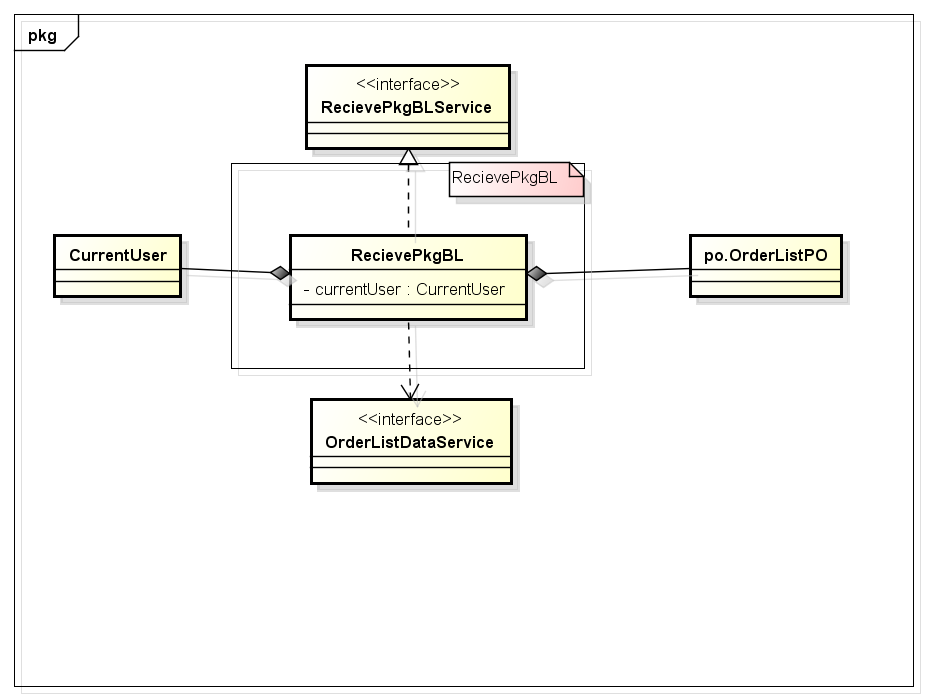 pkg
<<interface>>
RecievePkgBLService
RecievePkgBL
CurrentUser
RecievePkgBL
- currentUser : CurrentUser
po.OrderListPO
<<interface>>
OrderListDataService